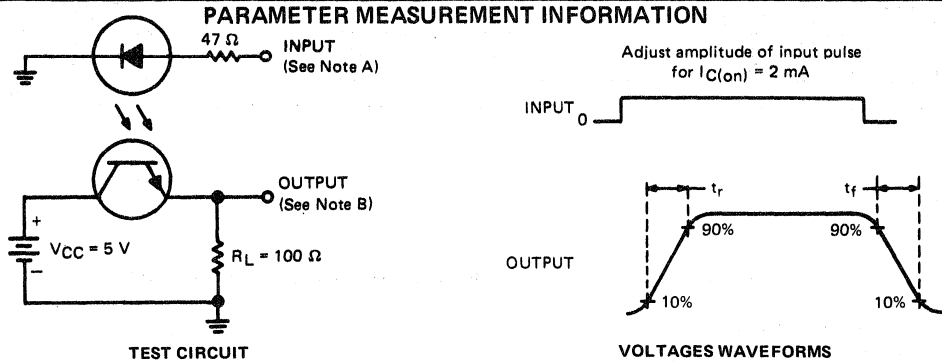 PARAMETER MEASUREMENT INFORMATION
47 Ω
INPUT
(See Note A)
OUTPUT
(See Note B)
+
VCC = 5 V
−
RL = 100 Ω
TEST CIRCUIT
Adjust amplitude of input pulse
for IC(on) = 2 mA
INPUT
0
tr
tf
90%
90%
OUTPUT
10%
10%
VOLTAGES WAVEFORMS